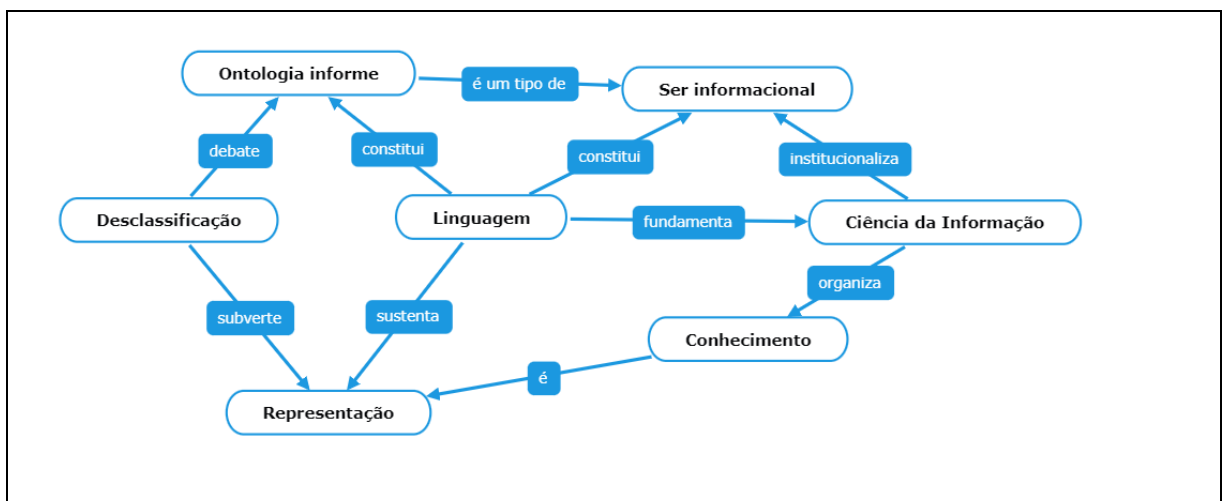 Ontologia informe
é um tipo de
Ser informacional
debate
constitui
constitui
institucionaliza
Desclassificação
Linguagem
fundamenta
Ciência da Informação
organiza
subverte
sustenta
Conhecimento
é
Representação